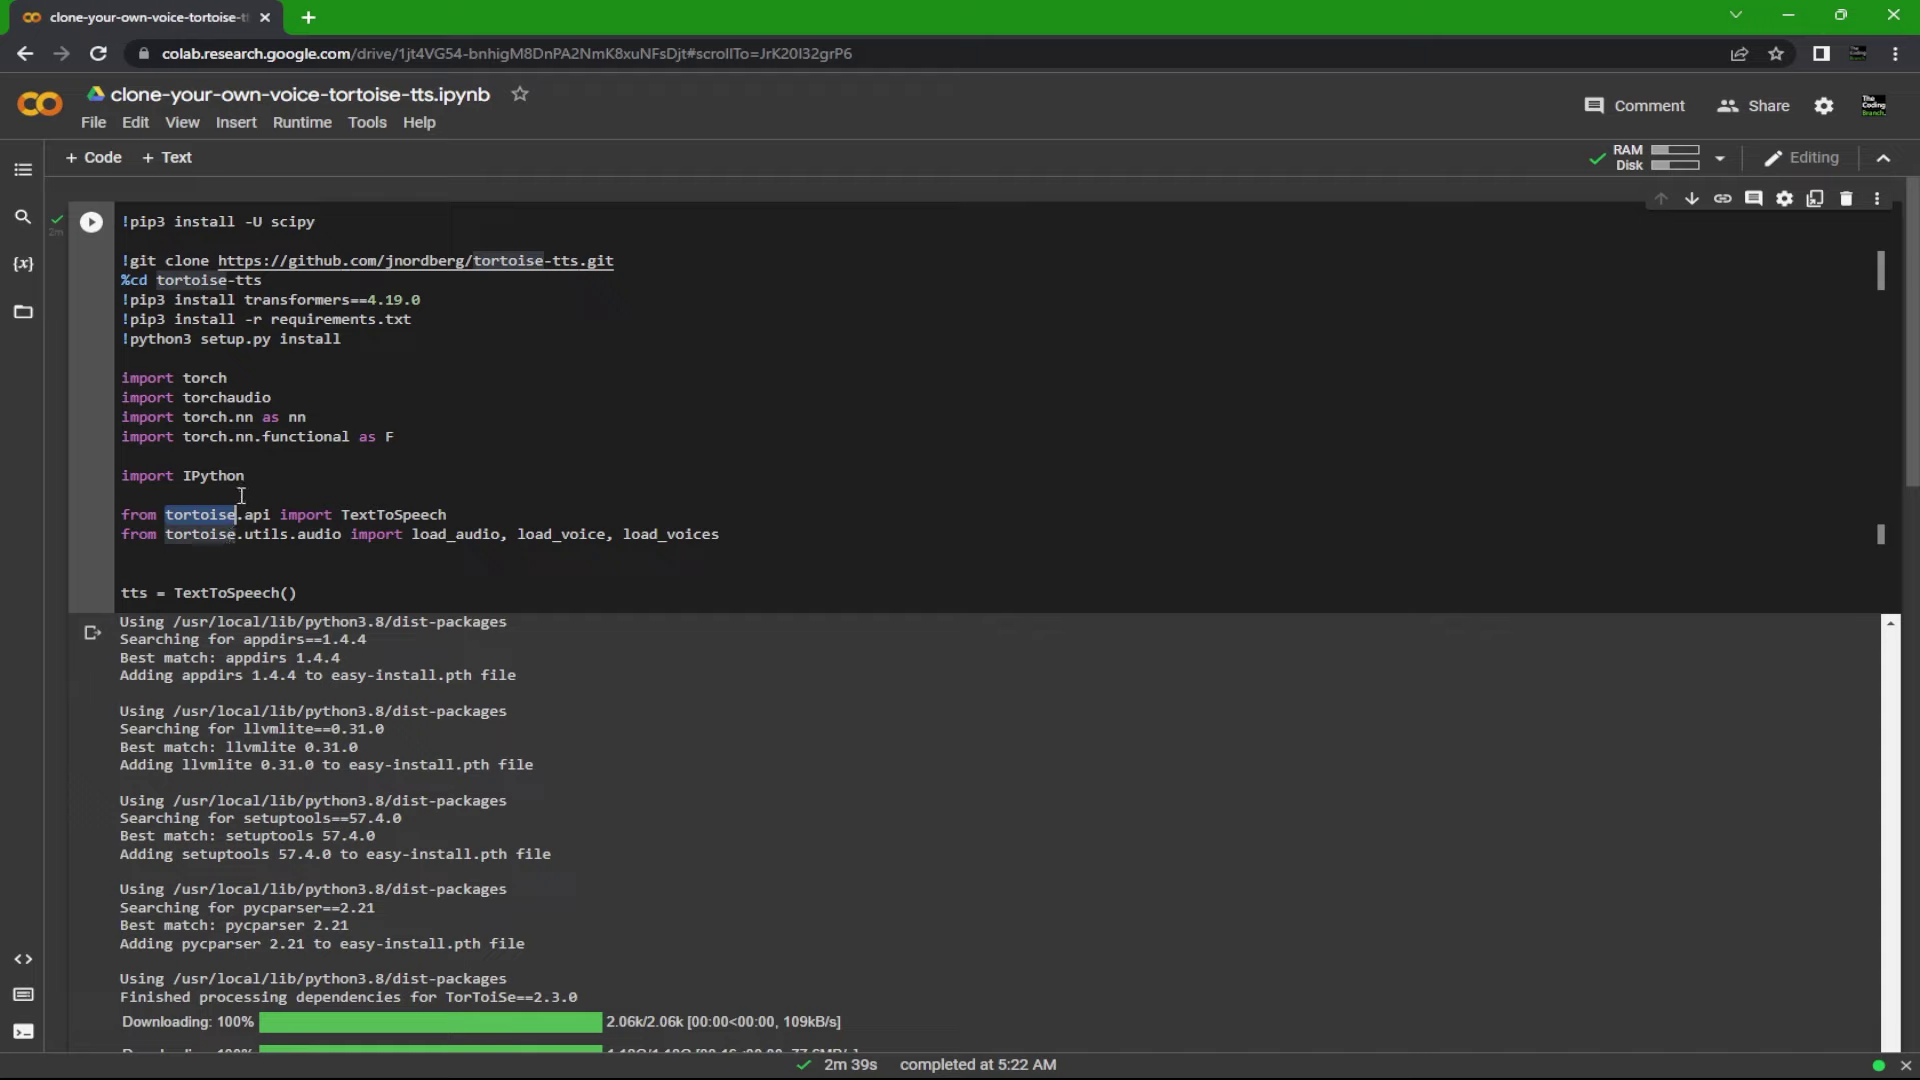 clone-your-own-voice-tortoise-t
colab.research.google.com/drive/1jt4VG54-bnhigM8DnPA2NmK8xuNFsDjt#scrollTo=JrK20I32grP6
clone-your-own-voice-tortoise-tts.ipynb
Comment
Share
The Coding Branch.
File Edit View Insert Runtime Tools Help
+ Code + Text
RAM
Disk
Editing
2m
!pip3 install -U scipy
!git clone https://github.com/jnordberg/tortoise-tts.git
%cd tortoise-tts
!pip3 install transformers==4.19.0
!pip3 install -r requirements.txt
!python3 setup.py install
import torch
import torchaudio
import torch.nn as nn
import torch.nn.functional as F
import IPython
from tortoise.api import TextToSpeech
from tortoise.utils.audio import load_audio, load_voice, load_voices
tts = TextToSpeech()
Using /usr/local/lib/python3.8/dist-packages
Searching for appdirs==1.4.4
Best match: appdirs 1.4.4
Adding appdirs 1.4.4 to easy-install.pth file
Using /usr/local/lib/python3.8/dist-packages
Searching for llvmlite==0.31.0
Best match: llvmlite 0.31.0
Adding llvmlite 0.31.0 to easy-install.pth file
Using /usr/local/lib/python3.8/dist-packages
Searching for setuptools==57.4.0
Best match: setuptools 57.4.0
Adding setuptools 57.4.0 to easy-install.pth file
Using /usr/local/lib/python3.8/dist-packages
Searching for pycparser==2.21
Best match: pycparser 2.21
Adding pycparser 2.21 to easy-install.pth file
Using /usr/local/lib/python3.8/dist-packages
Finished processing dependencies for TorToiSe==2.3.0
Downloading: 100% 2.06k/2.06k [00:00<00:00, 109kB/s]
2m 39s completed at 5:22 AM